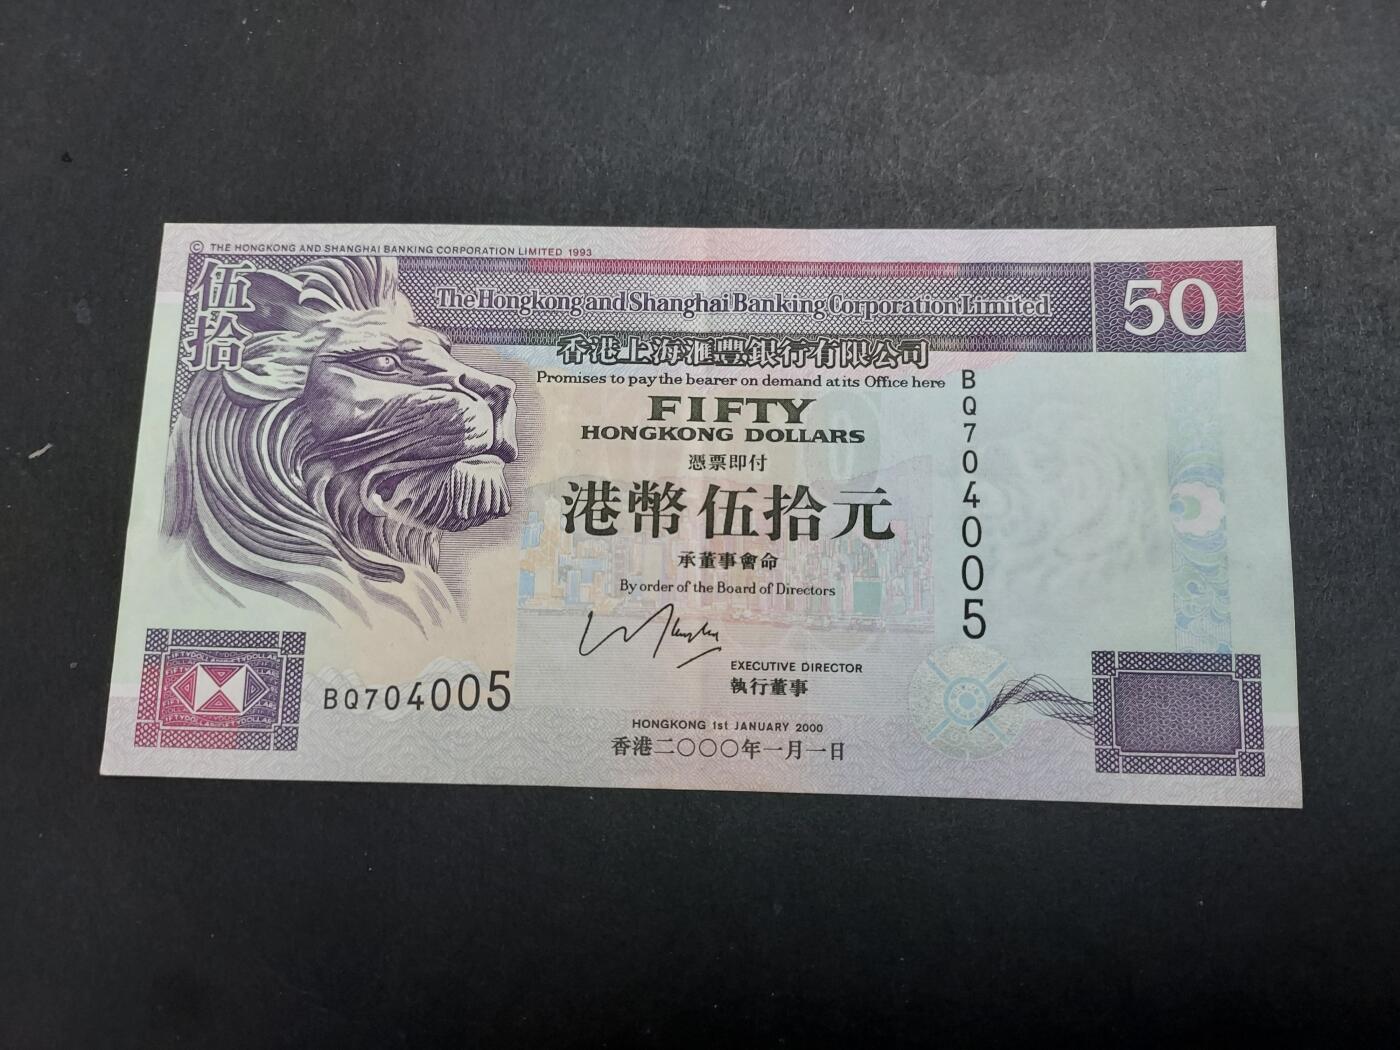 © THE HONGKONG AND SHANGHAI BANKING CORPORATION LIMITED 1993
伍拾
The Hongkong and Shanghai Banking Corporation Limited
50
香港上海滙豐銀行有限公司
Promises to pay the bearer on demand at its Office here
BQ704005
FIFTY
HONGKONG DOLLARS
憑票即付
港幣伍拾元
承董事會命
By order of the Board of Directors
EXECUTIVE DIRECTOR
執行董事
BQ704005
HONGKONG 1st JANUARY 2000
香港二〇〇〇年一月一日